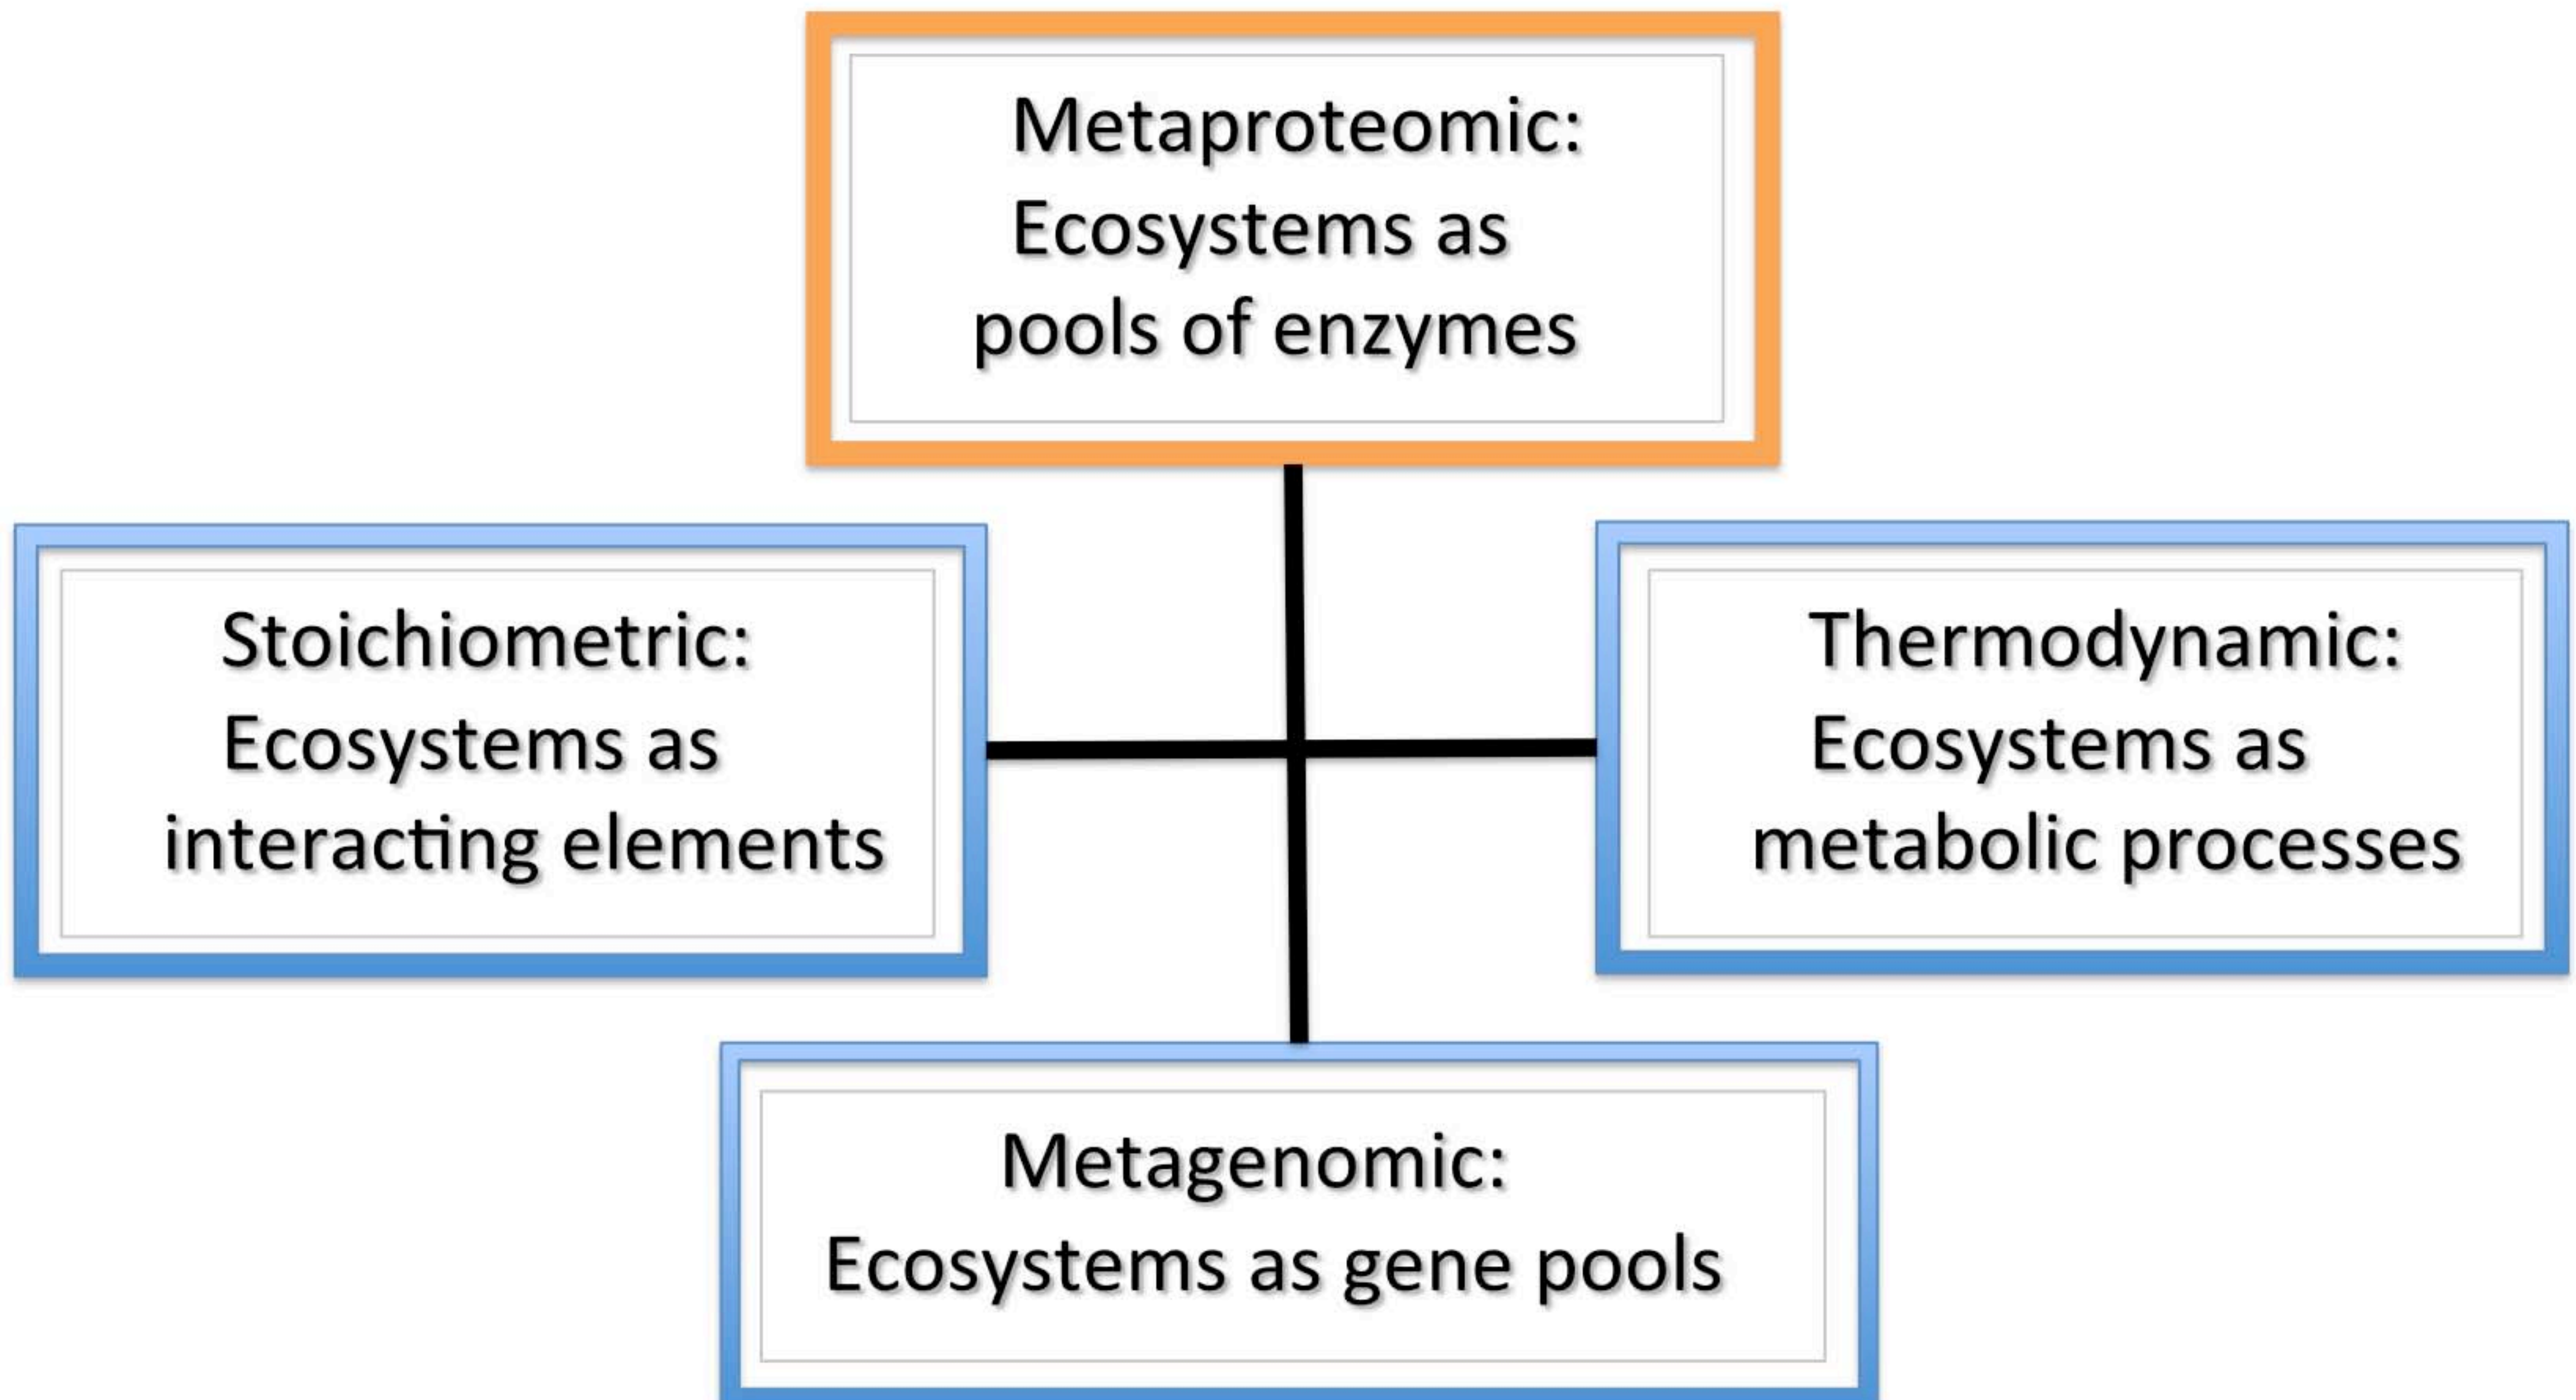 Metaproteomic:
Ecosystems as
pools of enzymes
Stoichiometric:
Ecosystems as
interacting elements
Thermodynamic:
Ecosystems as
metabolic processes
Metagenomic:
Ecosystems as gene pools